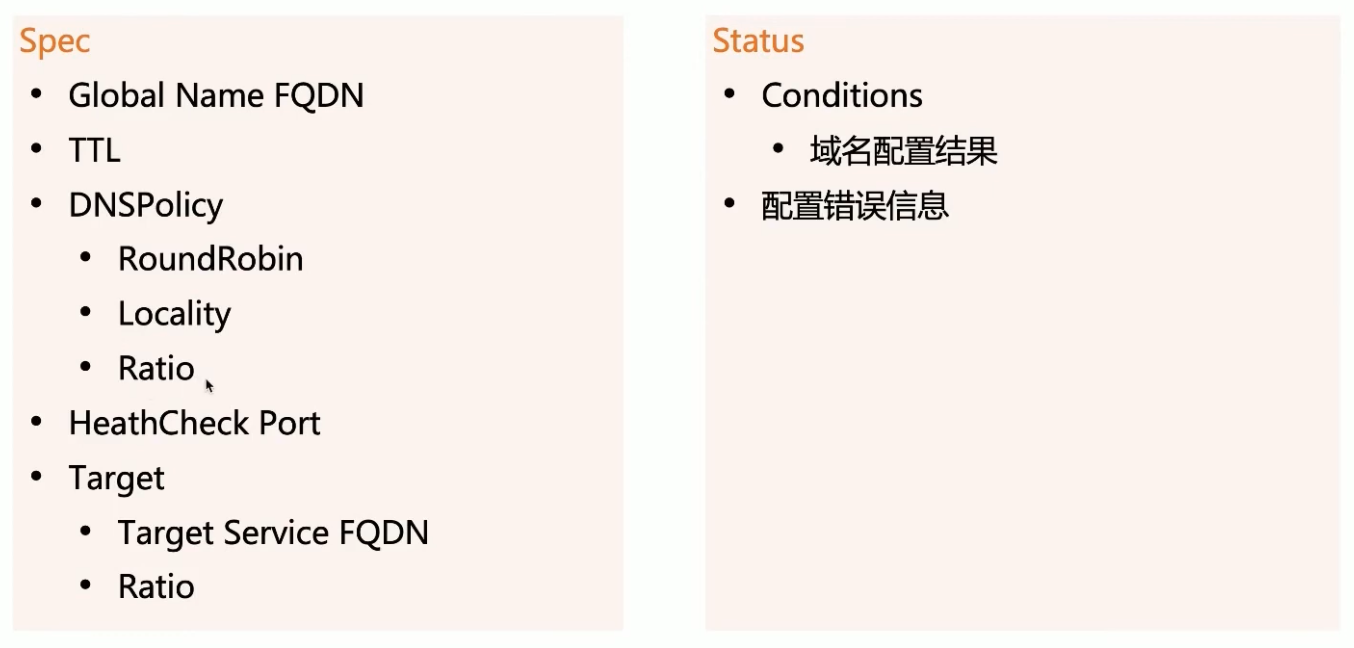 Spec
• Global Name FQDN
• TTL
• DNSPolicy
• RoundRobin
• Locality
• Ratio
• HeathCheck Port
• Target
• Target Service FQDN
• Ratio
Status
• Conditions
• 域名配置结果
• 配置错误信息